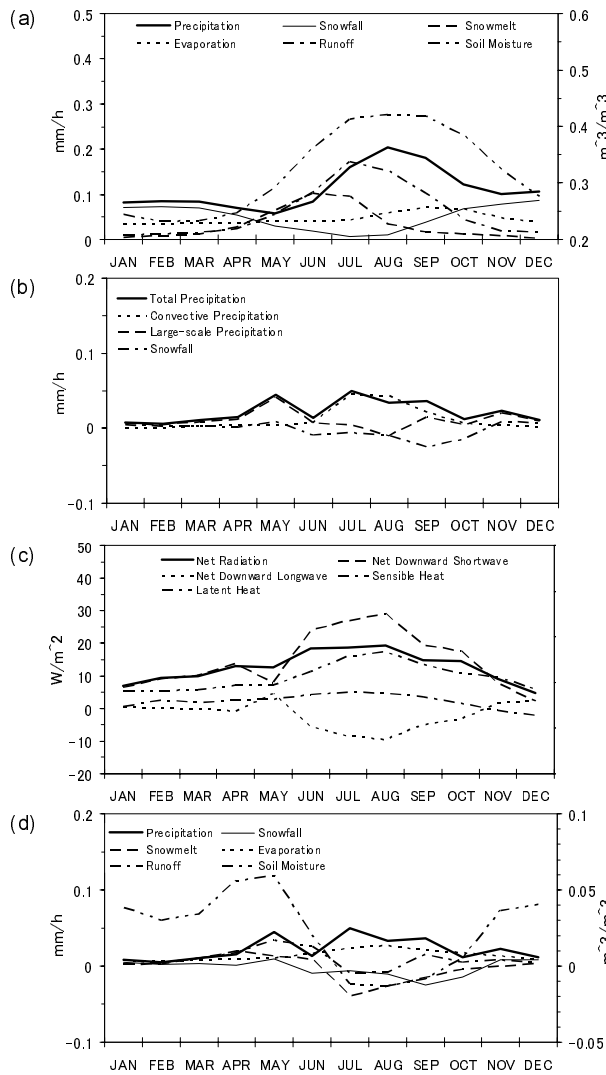 (a)
0.5
0.4
0.3
0.2
0.1
0
mm/h
Precipitation
Snowfall
Snowmelt
Evaporation
Runoff
Soil Moisture
0.6
0.5
0.4
0.3
0.2
m^3/m^3
JAN FEB MAR APR MAY JUN JUL AUG SEP OCT NOV DEC
(b)
0.2
0.1
0
-0.1
mm/h
Total Precipitation
Convective Precipitation
Large-scale Precipitation
Snowfall
JAN FEB MAR APR MAY JUN JUL AUG SEP OCT NOV DEC
(c)
50
40
30
20
10
0
-10
-20
W/m^2
Net Radiation
Net Downward Shortwave
Net Downward Longwave
Sensible Heat
Latent Heat
JAN FEB MAR APR MAY JUN JUL AUG SEP OCT NOV DEC
(d)
0.2
0.1
0
-0.1
mm/h
Precipitation
Snowfall
Snowmelt
Evaporation
Runoff
Soil Moisture
0.1
0.05
0
-0.05
m^3/m^3
JAN FEB MAR APR MAY JUN JUL AUG SEP OCT NOV DEC